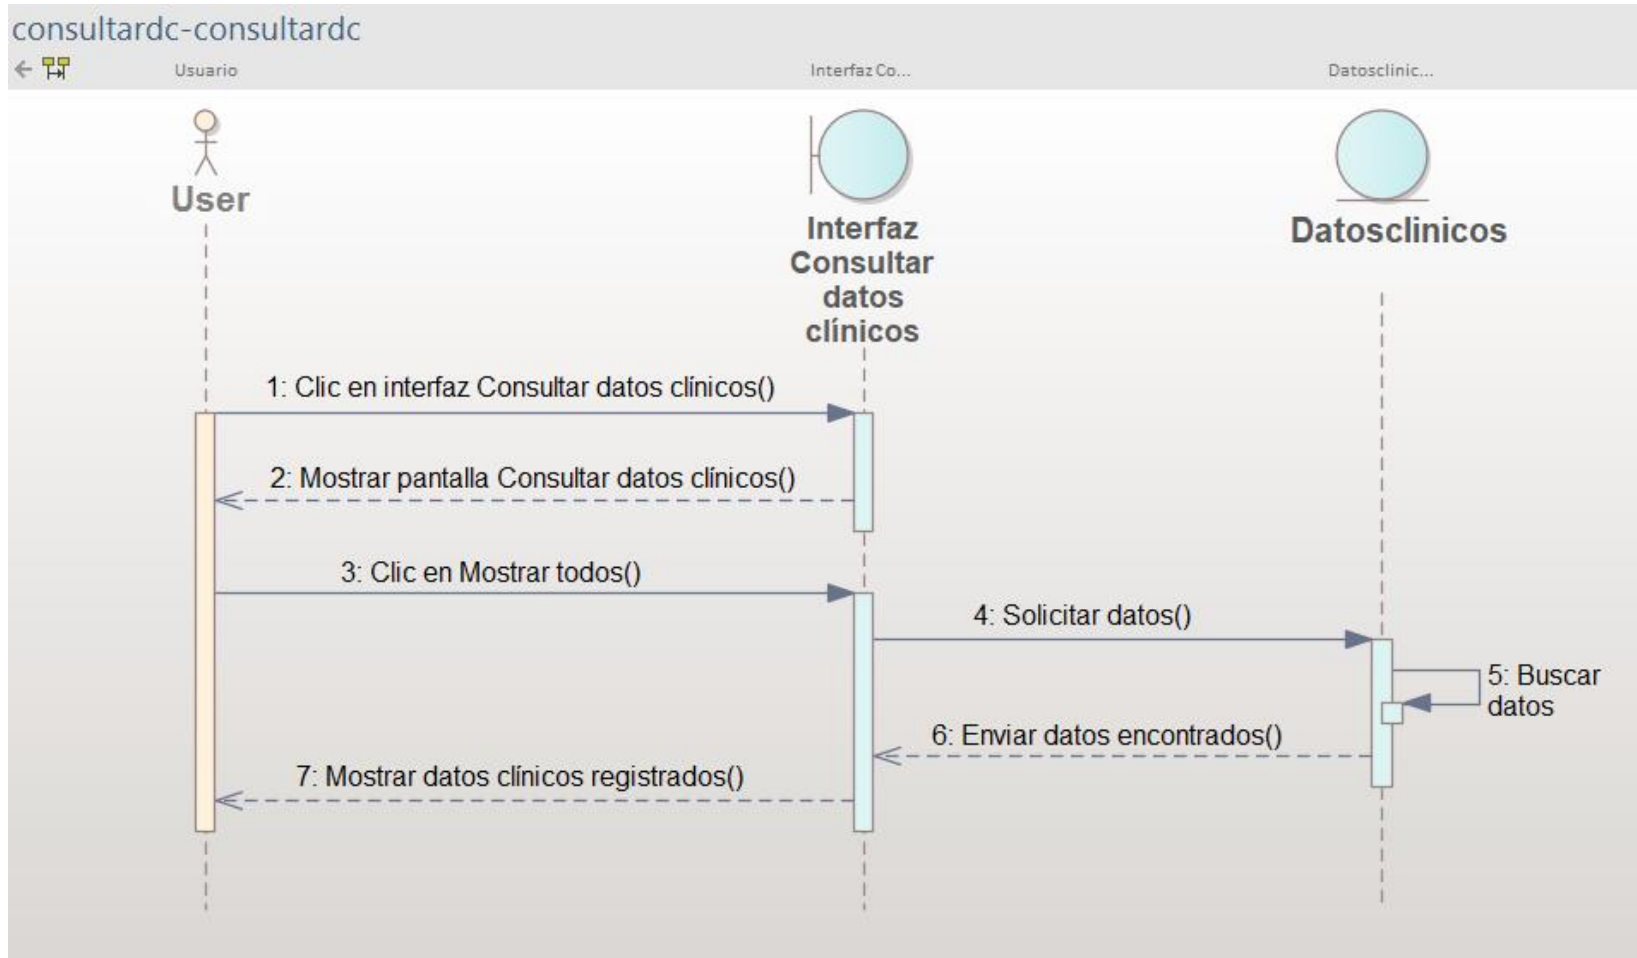 consultardc-consultardc
Usuario
Interfaz Co...
Datosclinic...
User
Interfaz
Consultar
datos
clínicos
Datosclinicos
1: Clic en interfaz Consultar datos clínicos()
2: Mostrar pantalla Consultar datos clínicos()
3: Clic en Mostrar todos()
4: Solicitar datos()
5: Buscar
datos
6: Enviar datos encontrados()
7: Mostrar datos clínicos registrados()